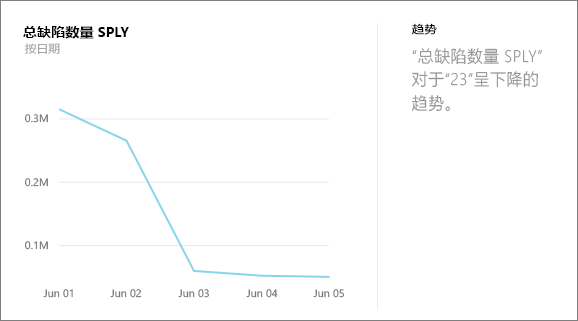 总缺陷数量 SPLY
按日期
0.3M
0.2M
0.1M
Jun 01
Jun 02
Jun 03
Jun 04
Jun 05
趋势
“总缺陷数量 SPLY”
对于“23”呈下降的
趋势。